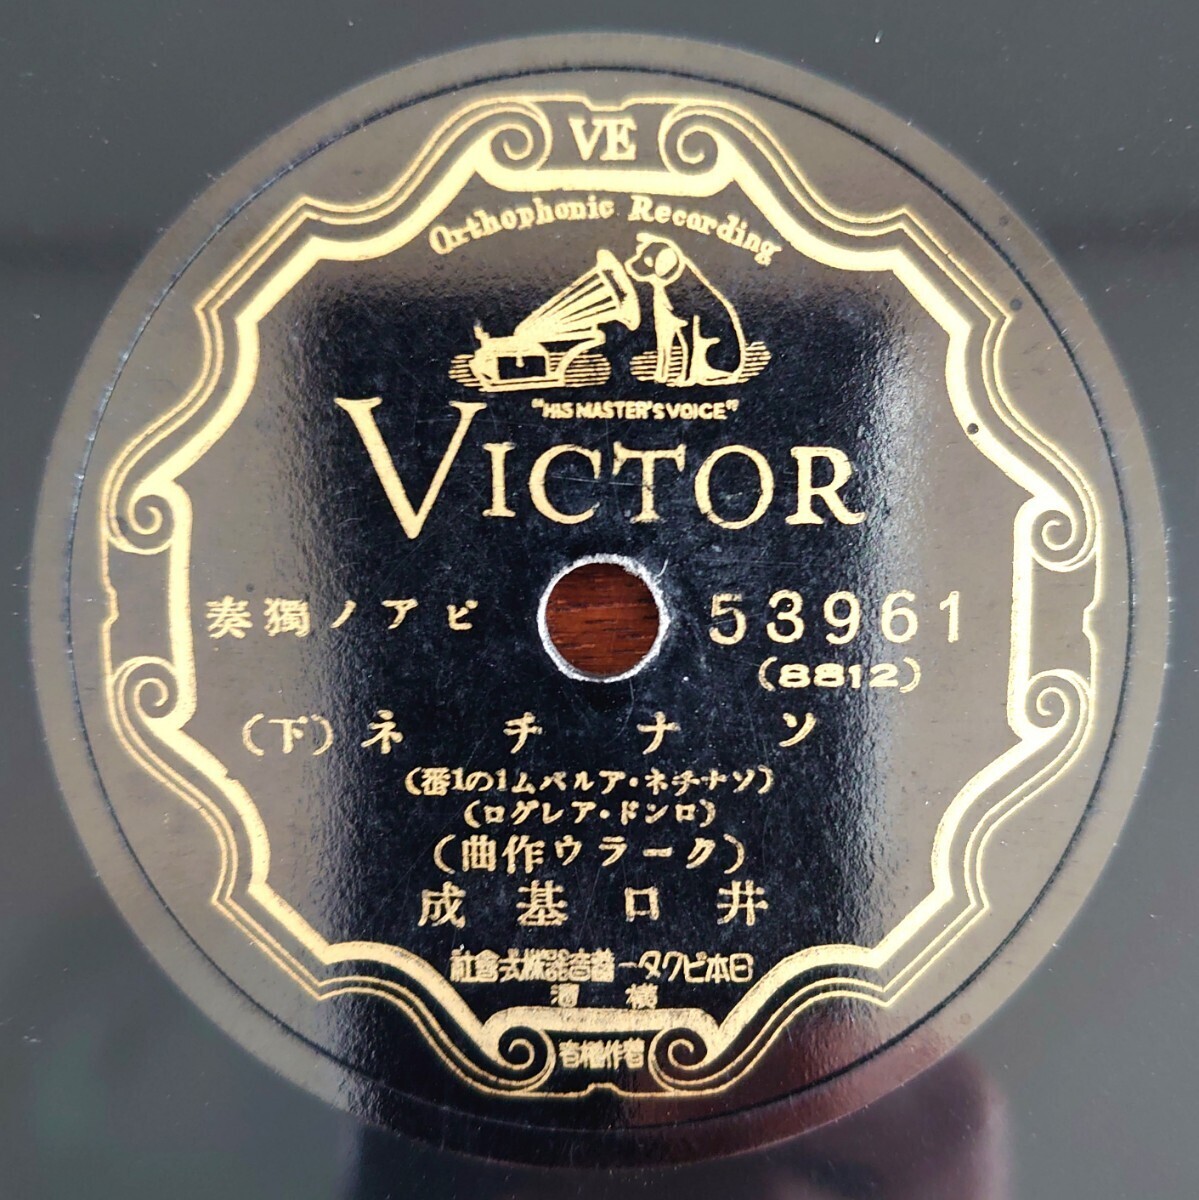 VE
Orthophonic Recording
"HIS MASTER'S VOICE"
VICTOR
ピアノ獨奏
53961
(8812)
ソナチネ (下)
(ソナチネ・アルバム1の1番)
(ロンド・アレグロ)
(クーラウ作曲)
井口基成
日本ビクター蓄音器株式會社
橫濱
著作權者